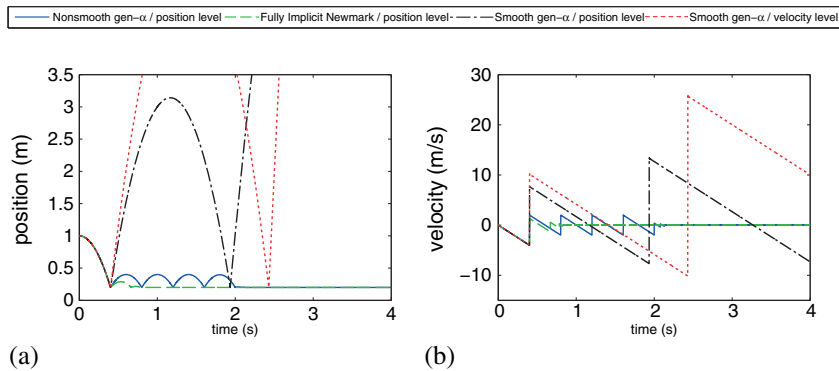 Nonsmooth gen-α / position level Fully Implicit Newmark / position level Smooth gen-α / position level Smooth gen-α / velocity level
position (m)
3.5
3
2.5
2
1.5
1
0.5
0
0 1 2 3 4
time (s)
(a)
velocity (m/s)
30
20
10
0
−10
0 1 2 3 4
time (s)
(b)